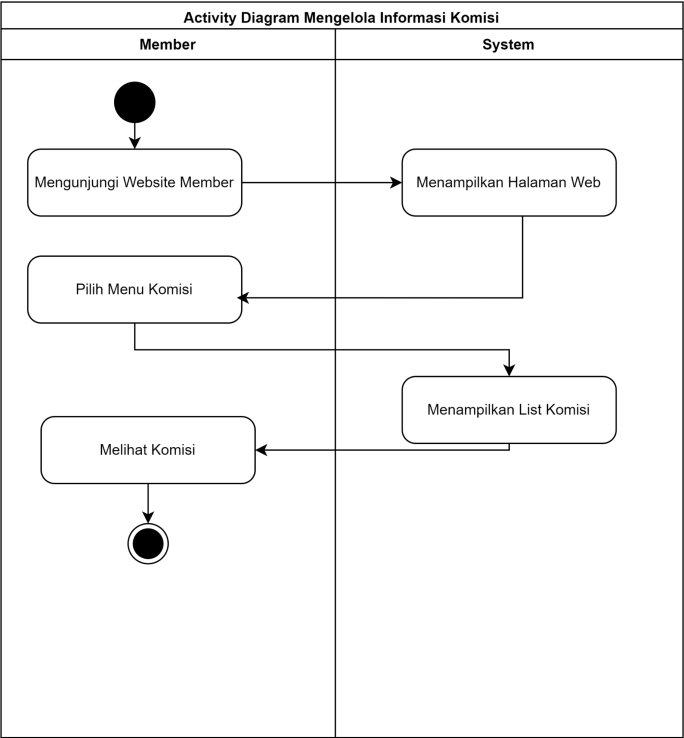 Activity Diagram Mengelola Informasi Komisi
Member
System
Mengunjungi Website Member
Menampilkan Halaman Web
Pilih Menu Komisi
Menampilkan List Komisi
Melihat Komisi